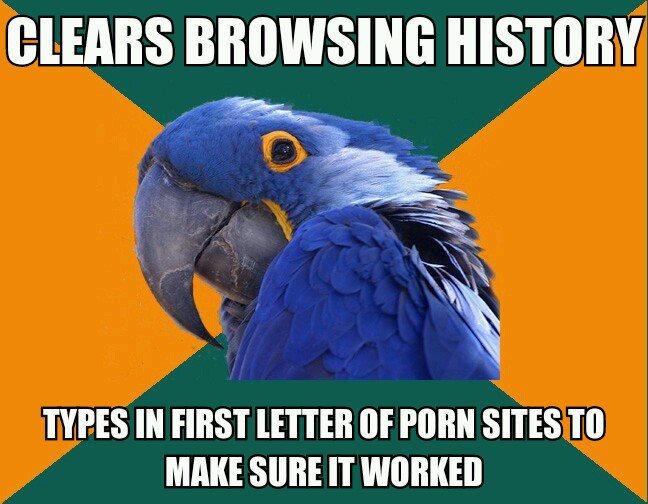 CLEARS BROWSING HISTORY
TYPES IN FIRST LETTER OF PORN SITES TO
MAKE SURE IT WORKED